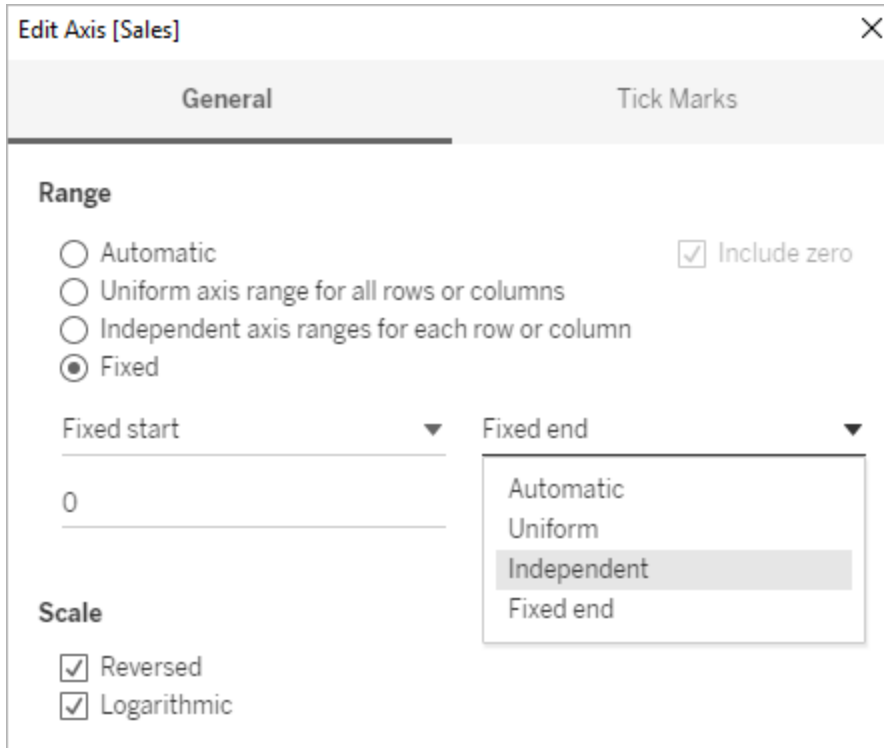 Edit Axis [Sales]
General
Tick Marks
Range
Automatic
Include zero
Uniform axis range for all rows or columns
Independent axis ranges for each row or column
Fixed
Fixed start
Fixed end
0
Automatic
Uniform
Independent
Fixed end
Scale
Reversed
Logarithmic